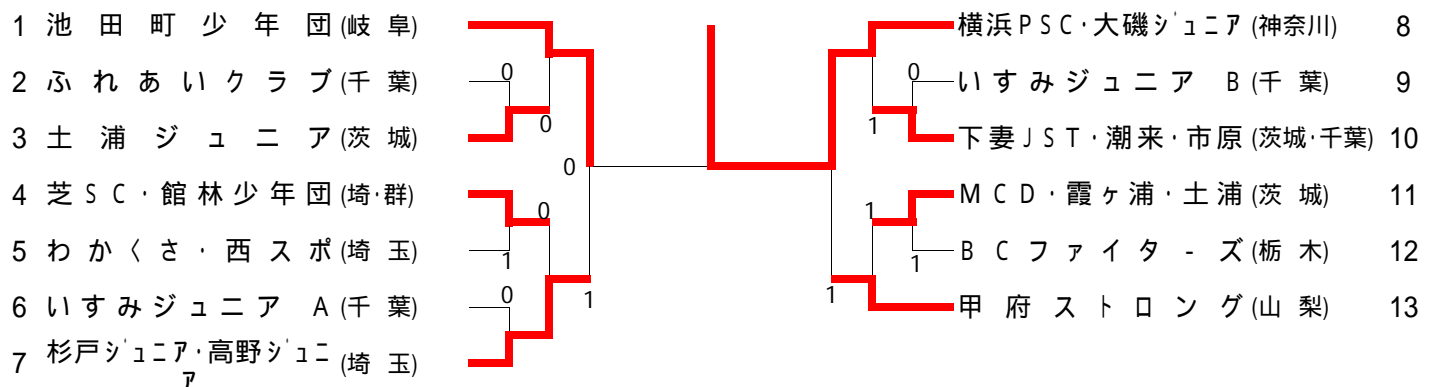 1 池田町少年団(岐 阜)
2 ふれあいクラブ(千 葉)
3 土浦ジュニア(茨 城)
4 芝SC・館林少年団(埼・群)
5 わかくさ・西スポ(埼 玉)
6 いすみジュニア A(千 葉)
7 杉戸ジュニア・高野ジュニア(埼 玉)
0
0
0
0
1
0
1
横浜PSC・大磯ジュニア(神奈川) 8
いすみジュニア B(千 葉) 9
下妻JST・潮来・市原(茨城・千葉) 10
MCD・霞ヶ浦・土浦(茨 城) 11
BCファイタ-ズ(栃 木) 12
甲府ストロング(山 梨) 13
0
1
1
1
1